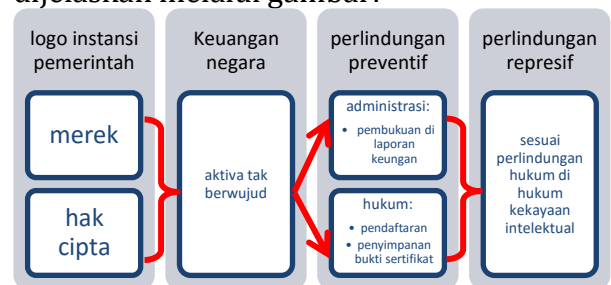 dijelaskan melalui gambar:
logo instansi
pemerintah
merek
hak
cipta
Keuangan
negara
aktiva tak
berwujud
perlindungan
preventif
administrasi:
• pembukuan di
laporan
keungan
hukum:
• pendaftaran
• penyimpanan
bukti sertifikat
perlindungan
represif
sesuai
perlindungan
hukum di
hukum
kekayaan
intelektual